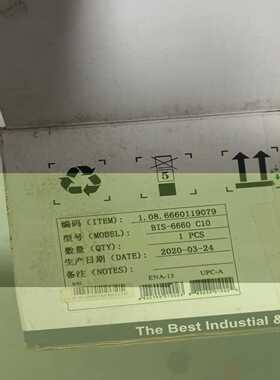 5
编码 (ITEM): 1.08.6660119079
型号 (MODEL): BIS-6660 C10
数量 (QTY): 1 PCS
生产日期 (DATE): 2020-03-24
备注 (NOTES): ENA-13 UPC-A
The Best Industial &